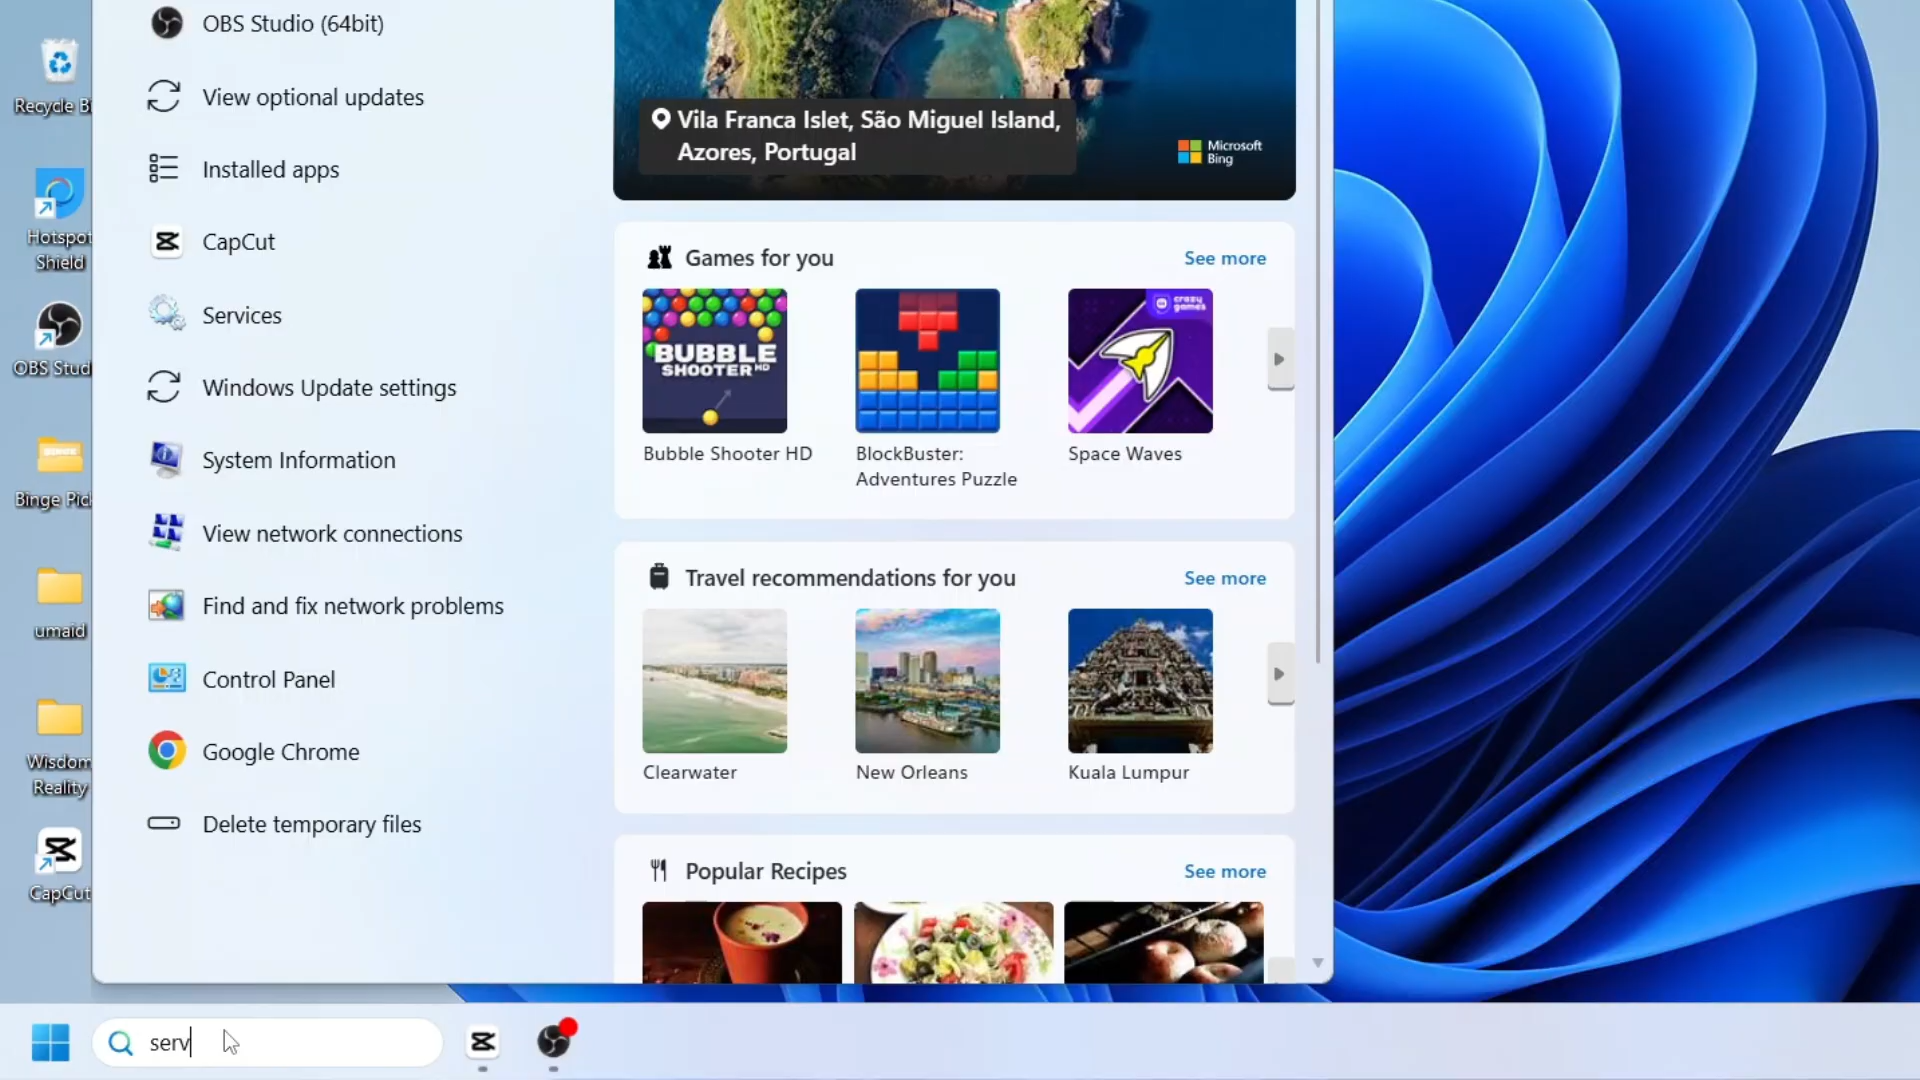 Recycle Bi
Hotspot
Shield
OBS Stud
Binge Pic
umaid
Wisdom
Reality
CapCut
OBS Studio (64bit)
View optional updates
Installed apps
CapCut
Services
Windows Update settings
System Information
View network connections
Find and fix network problems
Control Panel
Google Chrome
Delete temporary files
Vila Franca Islet, São Miguel Island,
Azores, Portugal
Microsoft
Bing
Games for you
See more
BUBBLE
SHOOTER HD
crazy
games
Bubble Shooter HD
BlockBuster:
Adventures Puzzle
Space Waves
Travel recommendations for you
See more
Clearwater
New Orleans
Kuala Lumpur
Popular Recipes
See more
serv